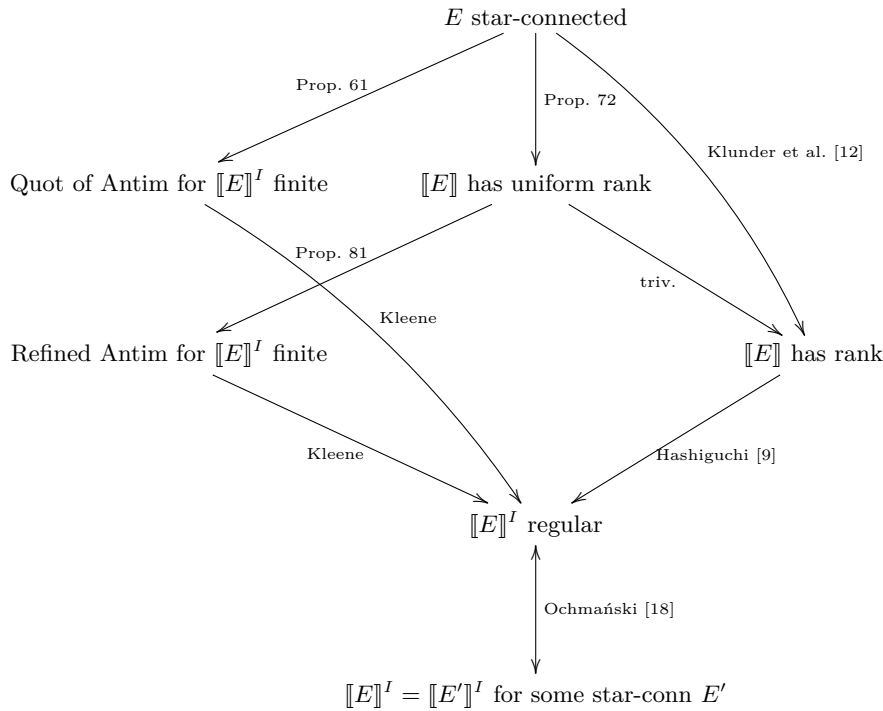 E star-connected
Prop. 61
Prop. 72
Klunder et al. [12]
Quot of Antim for ⟦E⟧^I finite
⟦E⟧ has uniform rank
Prop. 81
triv.
Kleene
Refined Antim for ⟦E⟧^I finite
⟦E⟧ has rank
Kleene
Hashiguchi [9]
⟦E⟧^I regular
Ochmański [18]
⟦E⟧^I = ⟦E′⟧^I for some star-conn E′